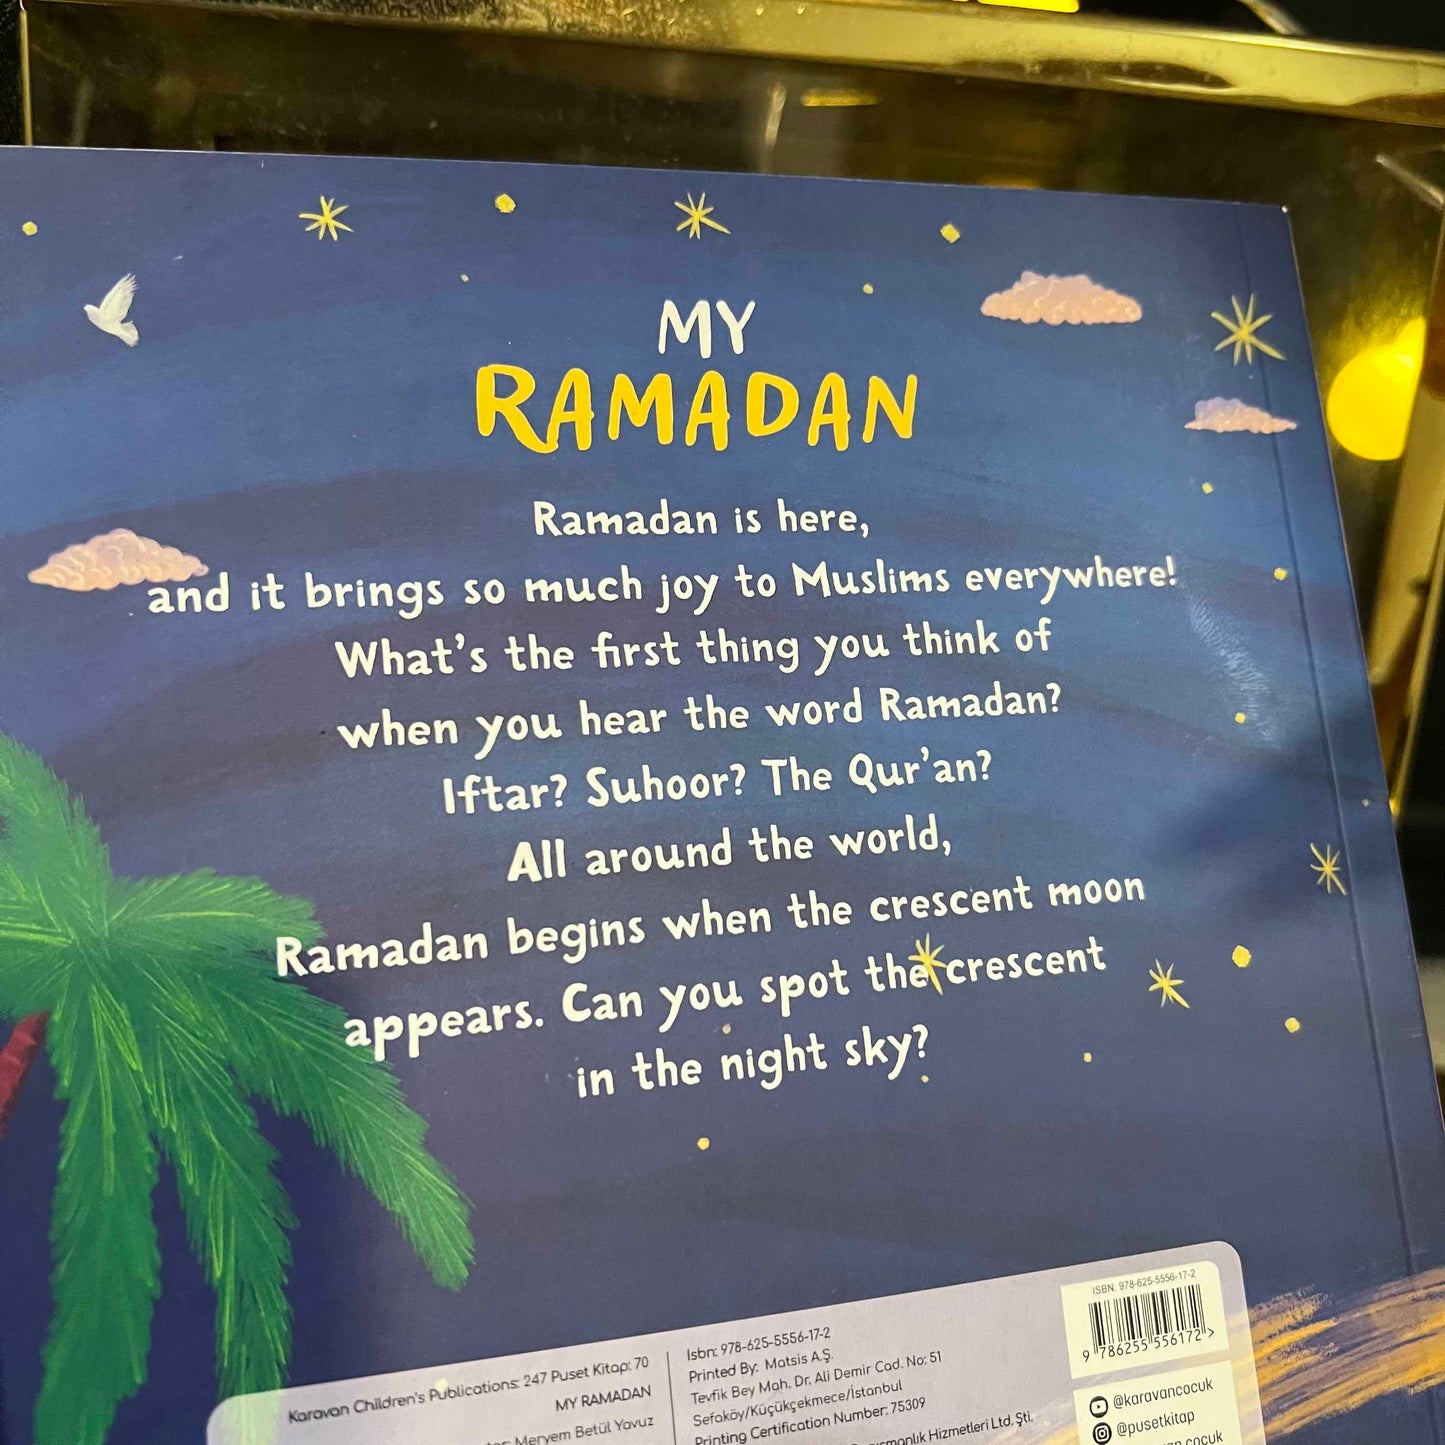 MY
RAMADAN
Ramadan is here,
and it brings so much joy to Muslims everywhere!
What's the first thing you think of
when you hear the word Ramadan?
Iftar? Suhoor? The Qur'an?
All around the world,
Ramadan begins when the crescent moon
appears. Can you spot the crescent
in the night sky?
Karavan Children's Publications: 247 Puset Kitap: 70
MY RAMADAN
Meryem Betül Yavuz
Isbn: 978-625-5556-17-2
Printed By: Matsis A.Ş.
Tevfik Bey Mah. Dr. Ali Demir Cad. No: 51
Sefaköy/Küçükçekmece/İstanbul
Printing Certification Number: 75309
Hizmetleri Ltd. Şti.
ISBN: 978-625-5556-17-2
9 786255 556172 >
@karavancocuk
@pusetkitap
cocuk